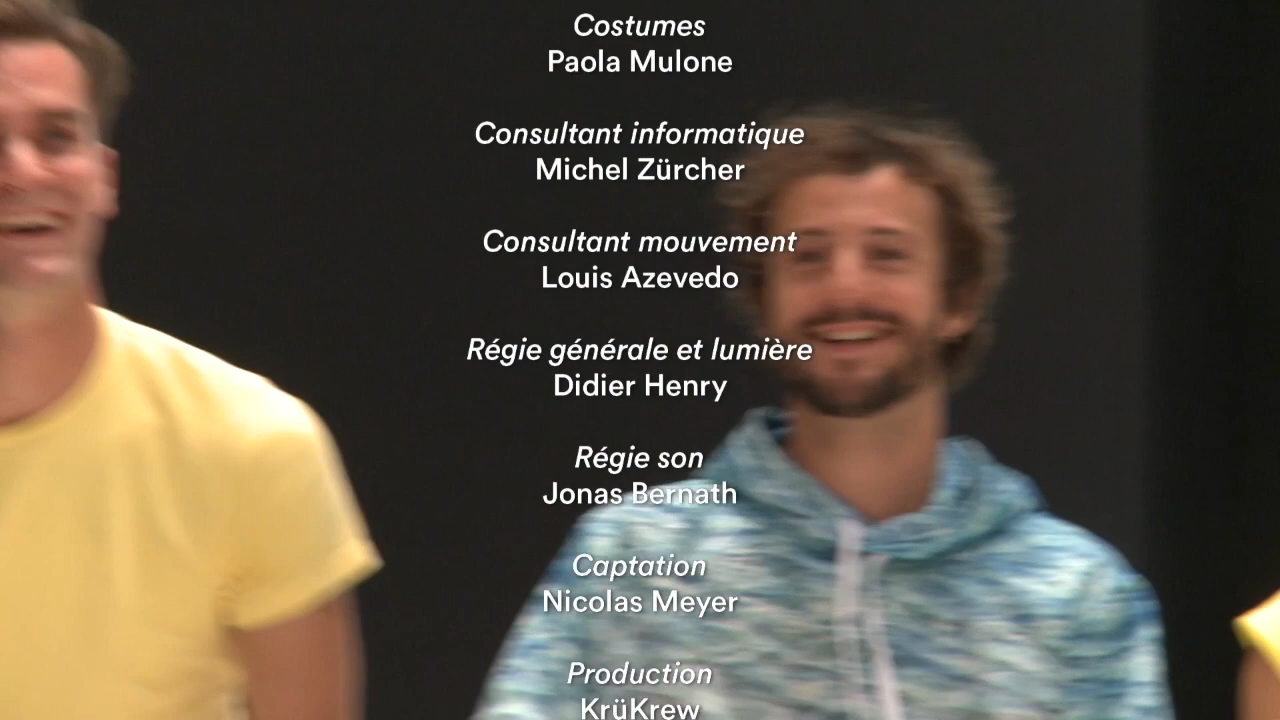 Costumes
Paola Mulone
Consultant informatique
Michel Zürcher
Consultant mouvement
Louis Azevedo
Régie générale et lumière
Didier Henry
Régie son
Jonas Bernath
Captation
Nicolas Meyer
Production
KrüKrew